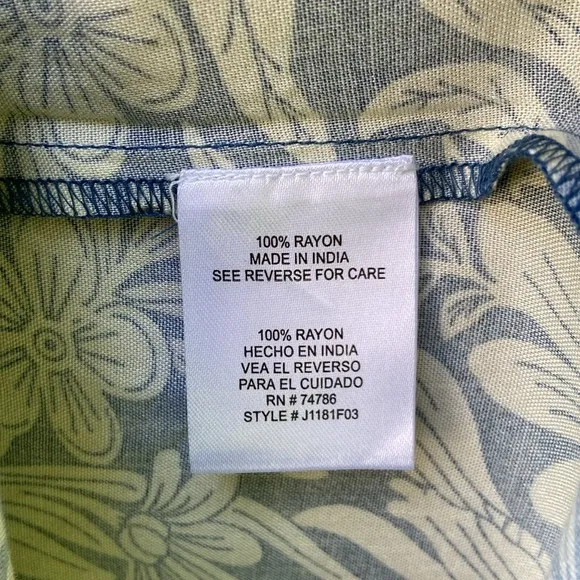 100% RAYON
MADE IN INDIA
SEE REVERSE FOR CARE
100% RAYON
HECHO EN INDIA
VEA EL REVERSO
PARA EL CUIDADO
RN # 74786
STYLE # J1181F03